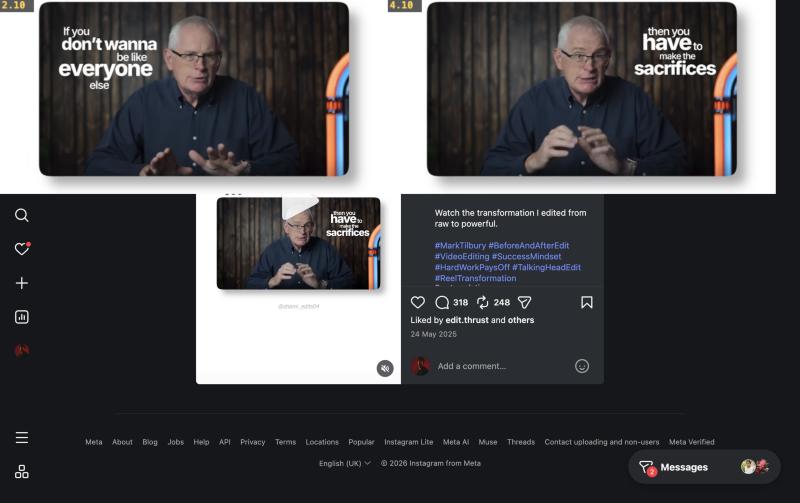 2.10
If you
don't wanna
be like
everyone
else
4.10
then you
have to
make the
sacrifices
then you
have to
make the
sacrifices
@shami_edits04
Watch the transformation I edited from
raw to powerful.
#MarkTilbury #BeforeAndAfterEdit
#VideoEditing #SuccessMindset
#HardWorkPaysOff #TalkingHeadEdit
#ReelTransformation
318
248
Liked by edit.thrust and others
24 May 2025
Add a comment...
Meta About Blog Jobs Help API Privacy Terms Locations Popular Instagram Lite Meta AI Muse Threads Contact uploading and non-users Meta Verified
English (UK) © 2026 Instagram from Meta
2
Messages